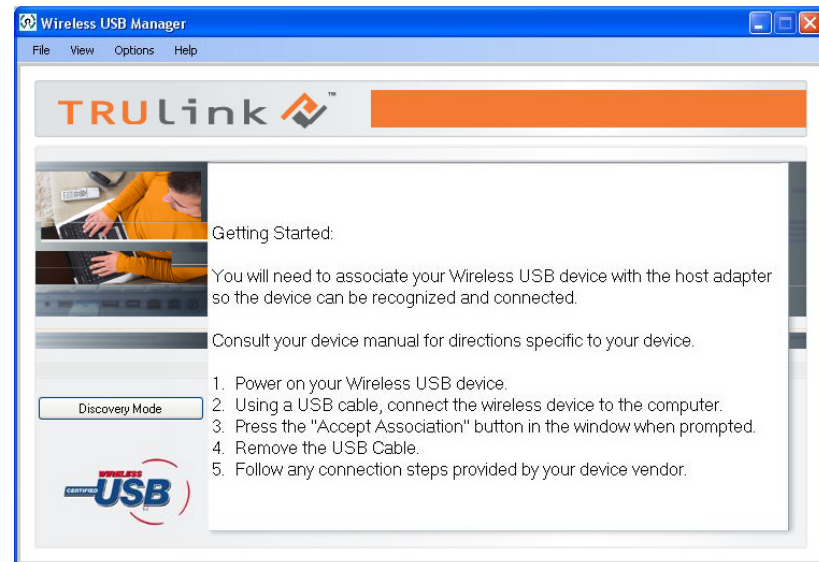 Wireless USB Manager
File View Options Help
TRULink ™
Getting Started:
You will need to associate your Wireless USB device with the host adapter
so the device can be recognized and connected.
Consult your device manual for directions specific to your device.
1. Power on your Wireless USB device.
2. Using a USB cable, connect the wireless device to the computer.
3. Press the "Accept Association" button in the window when prompted.
4. Remove the USB Cable.
5. Follow any connection steps provided by your device vendor.
Discovery Mode
WIRELESS
CERTIFIED USB